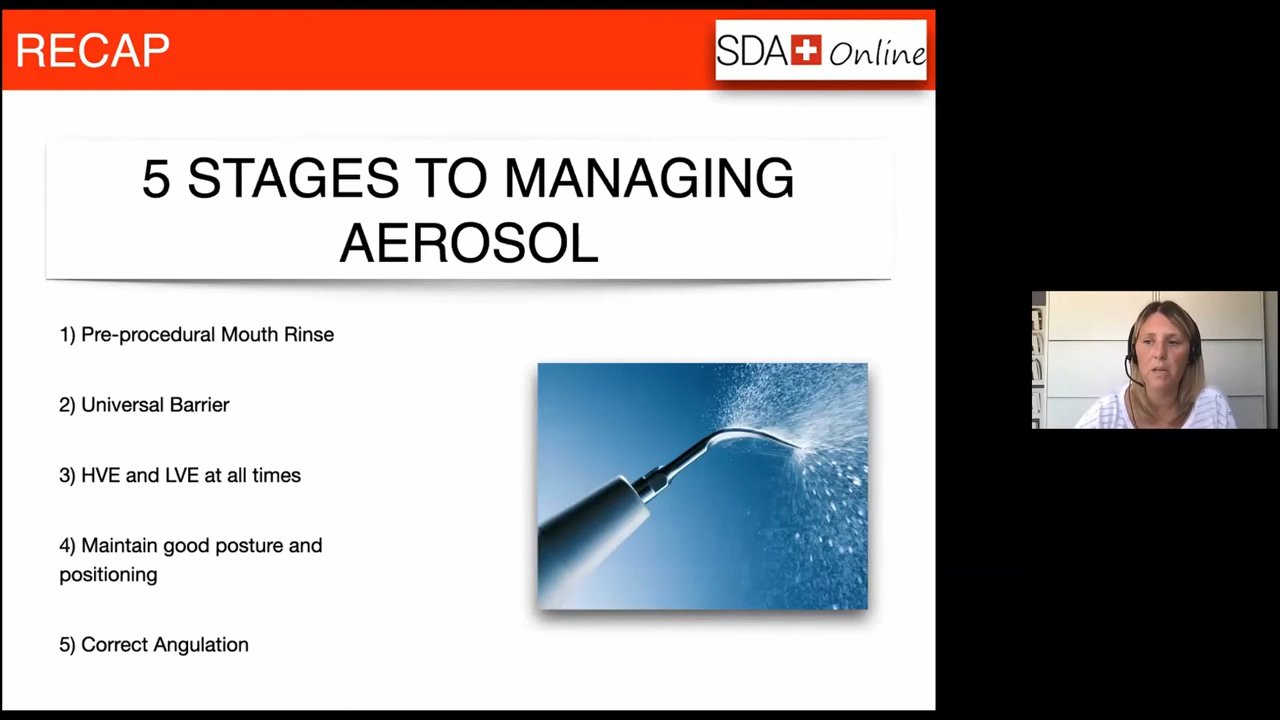 RECAP
SDA Online
5 STAGES TO MANAGING
AEROSOL
1) Pre-procedural Mouth Rinse
2) Universal Barrier
3) HVE and LVE at all times
4) Maintain good posture and
positioning
5) Correct Angulation